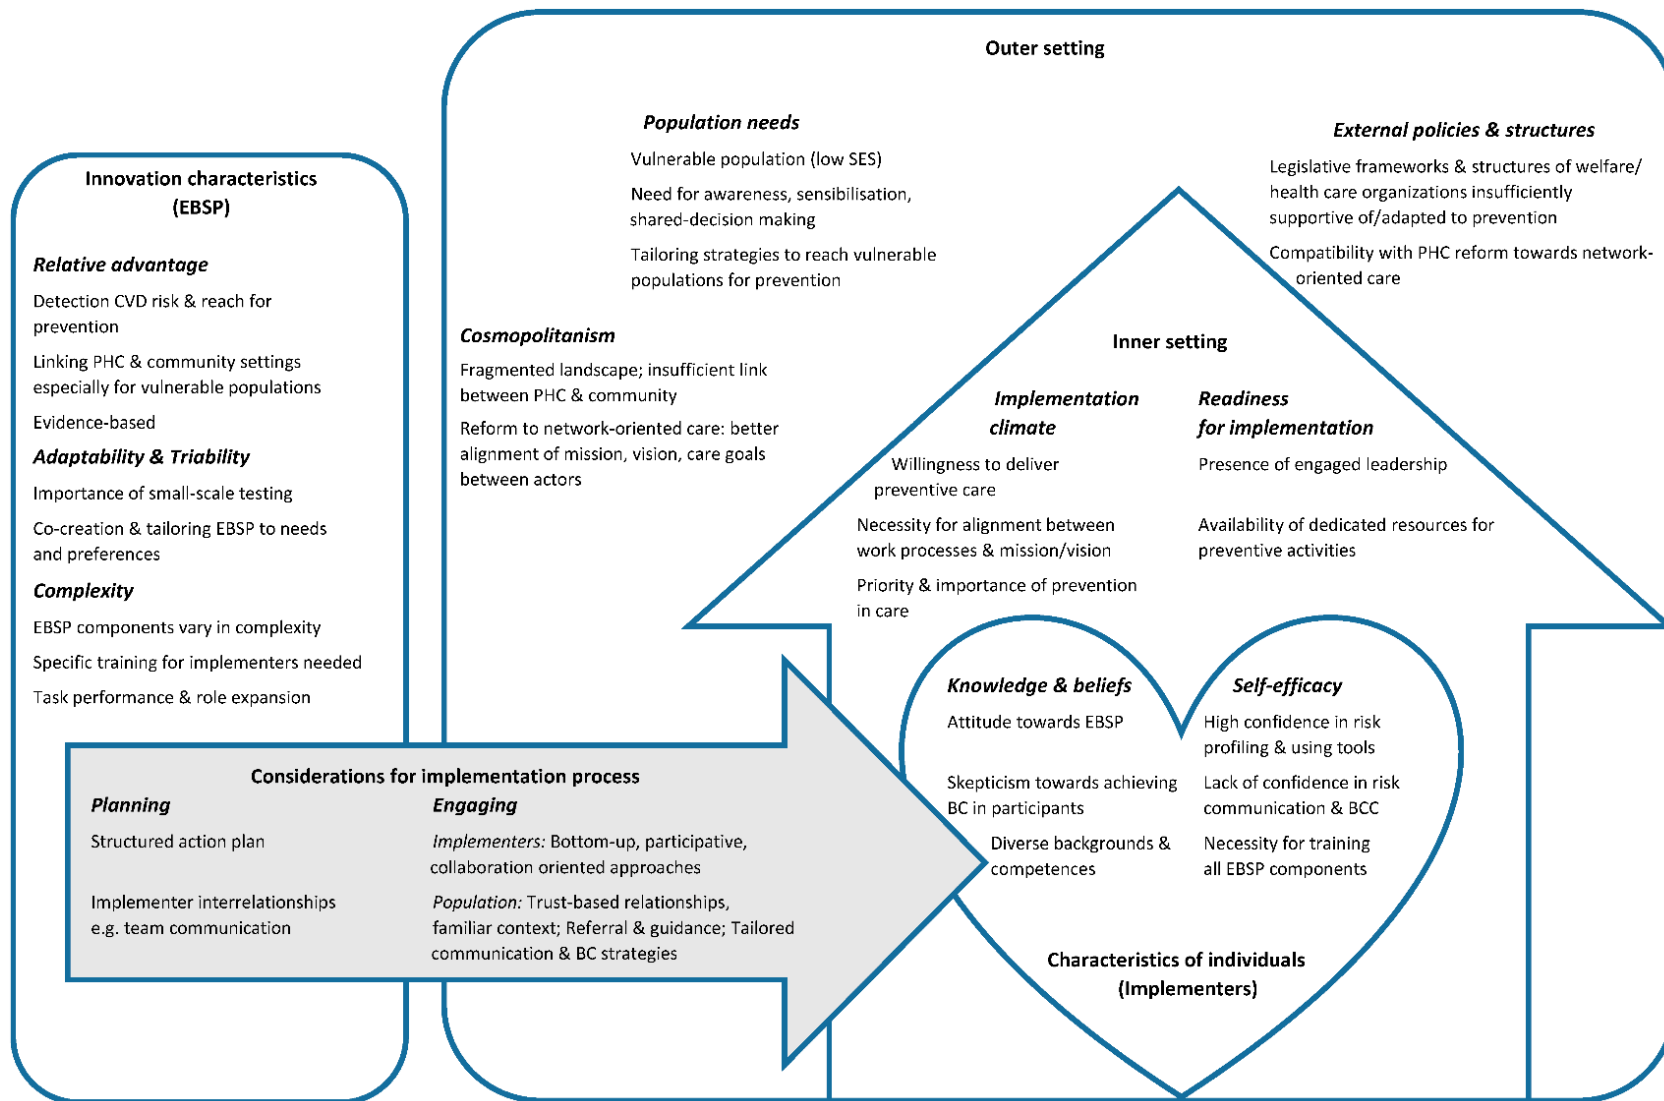 Outer setting
Innovation characteristics
(EBSP)
Relative advantage
Detection CVD risk & reach for
prevention
Linking PHC & community settings
especially for vulnerable populations
Evidence-based
Adaptability & Triability
Importance of small-scale testing
Co-creation & tailoring EBSP to needs
and preferences
Complexity
EBSP components vary in complexity
Specific training for implementers needed
Task performance & role expansion
Population needs
Vulnerable population (low SES)
Need for awareness, sensibilisation,
shared-decision making
Tailoring strategies to reach vulnerable
populations for prevention
External policies & structures
Legislative frameworks & structures of welfare/
health care organizations insufficiently
supportive of/adapted to prevention
Compatibility with PHC reform towards network-
oriented care
Cosmopolitanism
Fragmented landscape; insufficient link
between PHC & community
Reform to network-oriented care: better
alignment of mission, vision, care goals
between actors
Inner setting
Implementation
climate
Willingness to deliver
preventive care
Necessity for alignment between
work processes & mission/vision
Priority & importance of prevention
in care
Readiness
for implementation
Presence of engaged leadership
Availability of dedicated resources for
preventive activities
Knowledge & beliefs
Attitude towards EBSP
Skepticism towards achieving
BC in participants
Diverse backgrounds &
competences
Self-efficacy
High confidence in risk
profiling & using tools
Lack of confidence in risk
communication & BCC
Necessity for training
all EBSP components
Characteristics of individuals
(Implementers)
Considerations for implementation process
Planning
Structured action plan
Implementer interrelationships
e.g. team communication
Engaging
Implementers: Bottom-up, participative,
collaboration oriented approaches
Population: Trust-based relationships,
familiar context; Referral & guidance; Tailored
communication & BC strategies